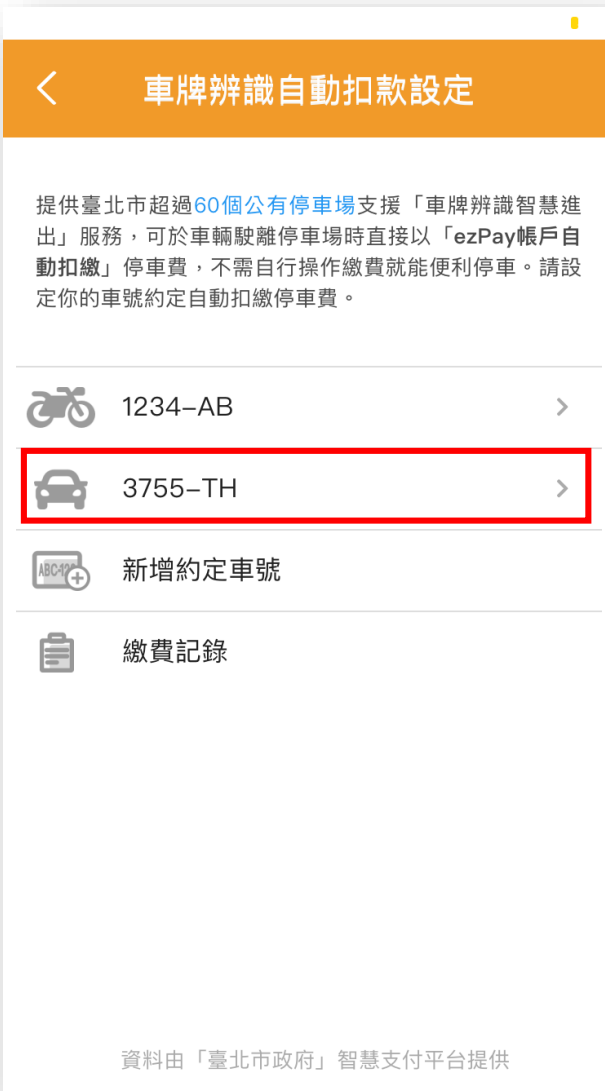 車牌辨識自動扣款設定
提供臺北市超過60個公有停車場支援「車牌辨識智慧進
出」服務，可於車輛駛離停車場時直接以「ezPay帳戶自
動扣繳」停車費，不需自行操作繳費就能便利停車。請設
定你的車號約定自動扣繳停車費。
1234–AB
3755–TH
新增約定車號
繳費記錄
資料由「臺北市政府」智慧支付平台提供